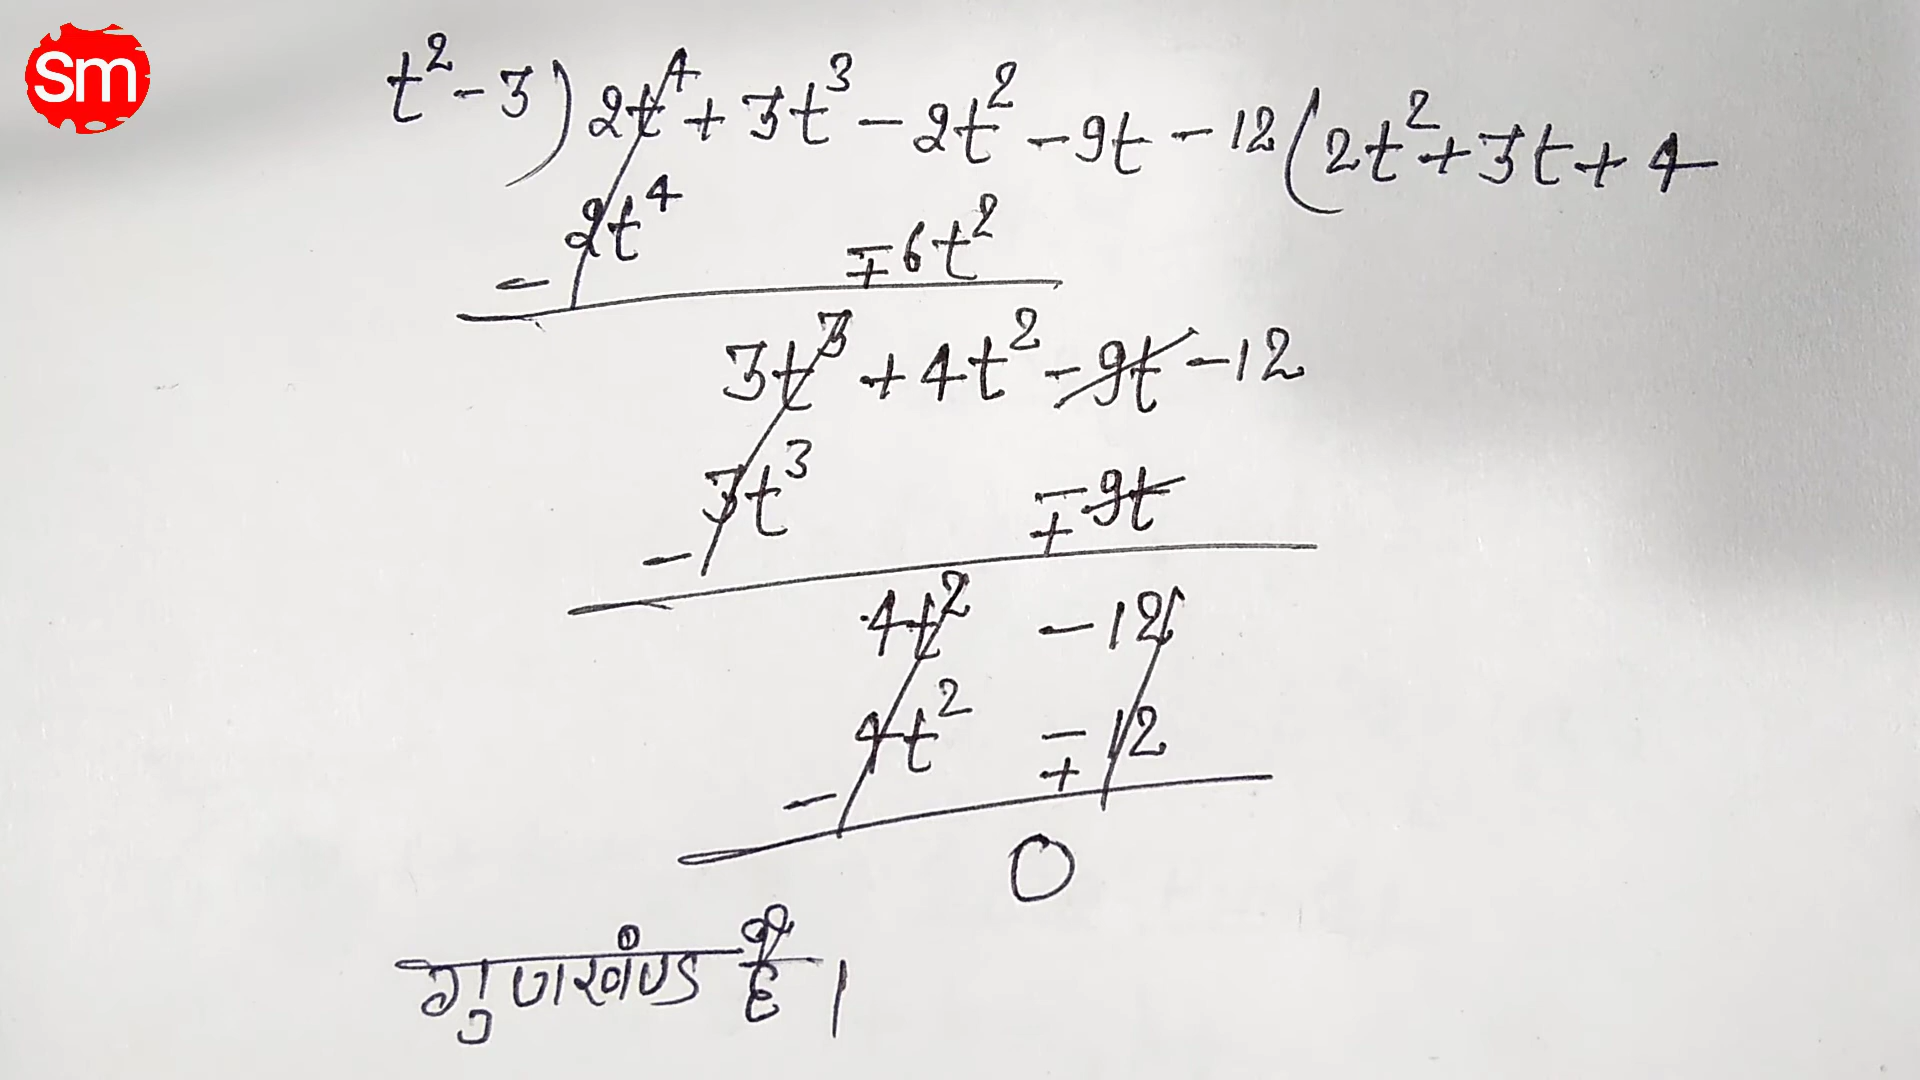 Sm
t² - 3) 2t⁴ + 3t³ - 2t² - 9t - 12 (2t² + 3t + 4
2t⁴ ∓ 6t²
-
3t³ + 4t² - 9t - 12
3t³ ∓ 9t
-
4t² - 12
4t² ∓ 12
-
0
गुणखंण्ड है।